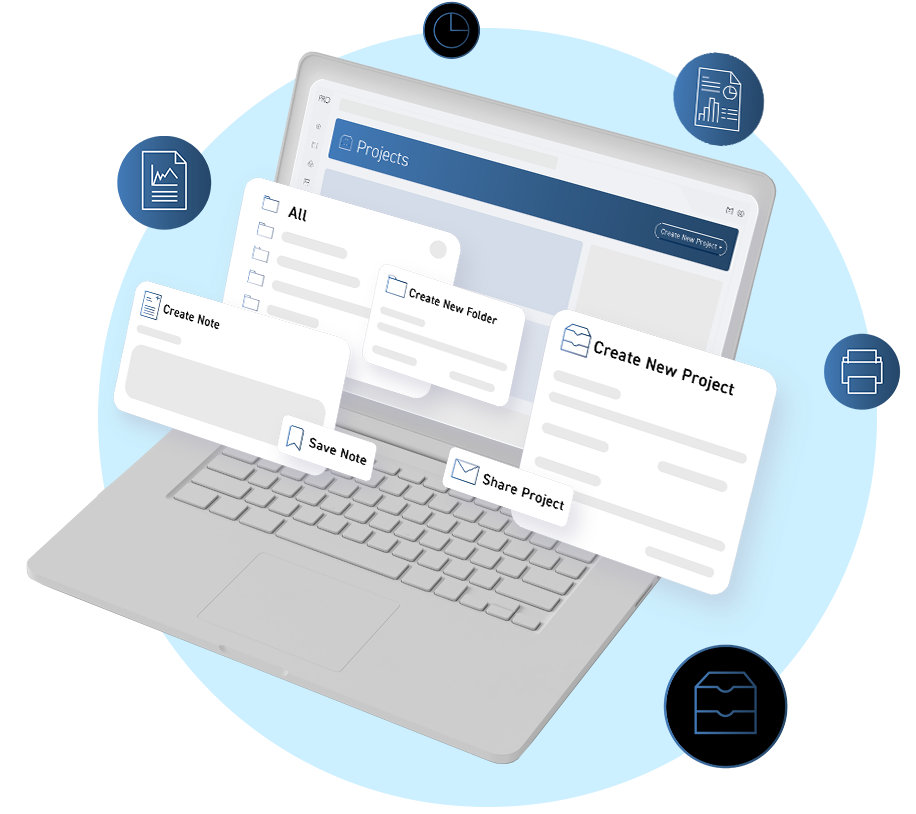 PRO
Projects
Create New Project
All
Create New Folder
Create Note
Create New Project
Save Note
Share Project